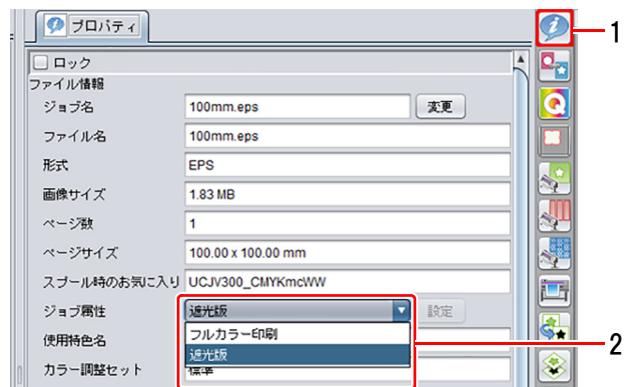 プロパティ
1
ロック
ファイル情報
ジョブ名 100mm.eps 変更
ファイル名 100mm.eps
形式 EPS
画像サイズ 1.83 MB
ページ数 1
ページサイズ 100.00 x 100.00 mm
スプール時のお気に入り UCJV300_CMYKmcWW
ジョブ属性 遮光版 設定
フルカラー印刷
使用特色名
遮光版
2
カラー調整セット 標準